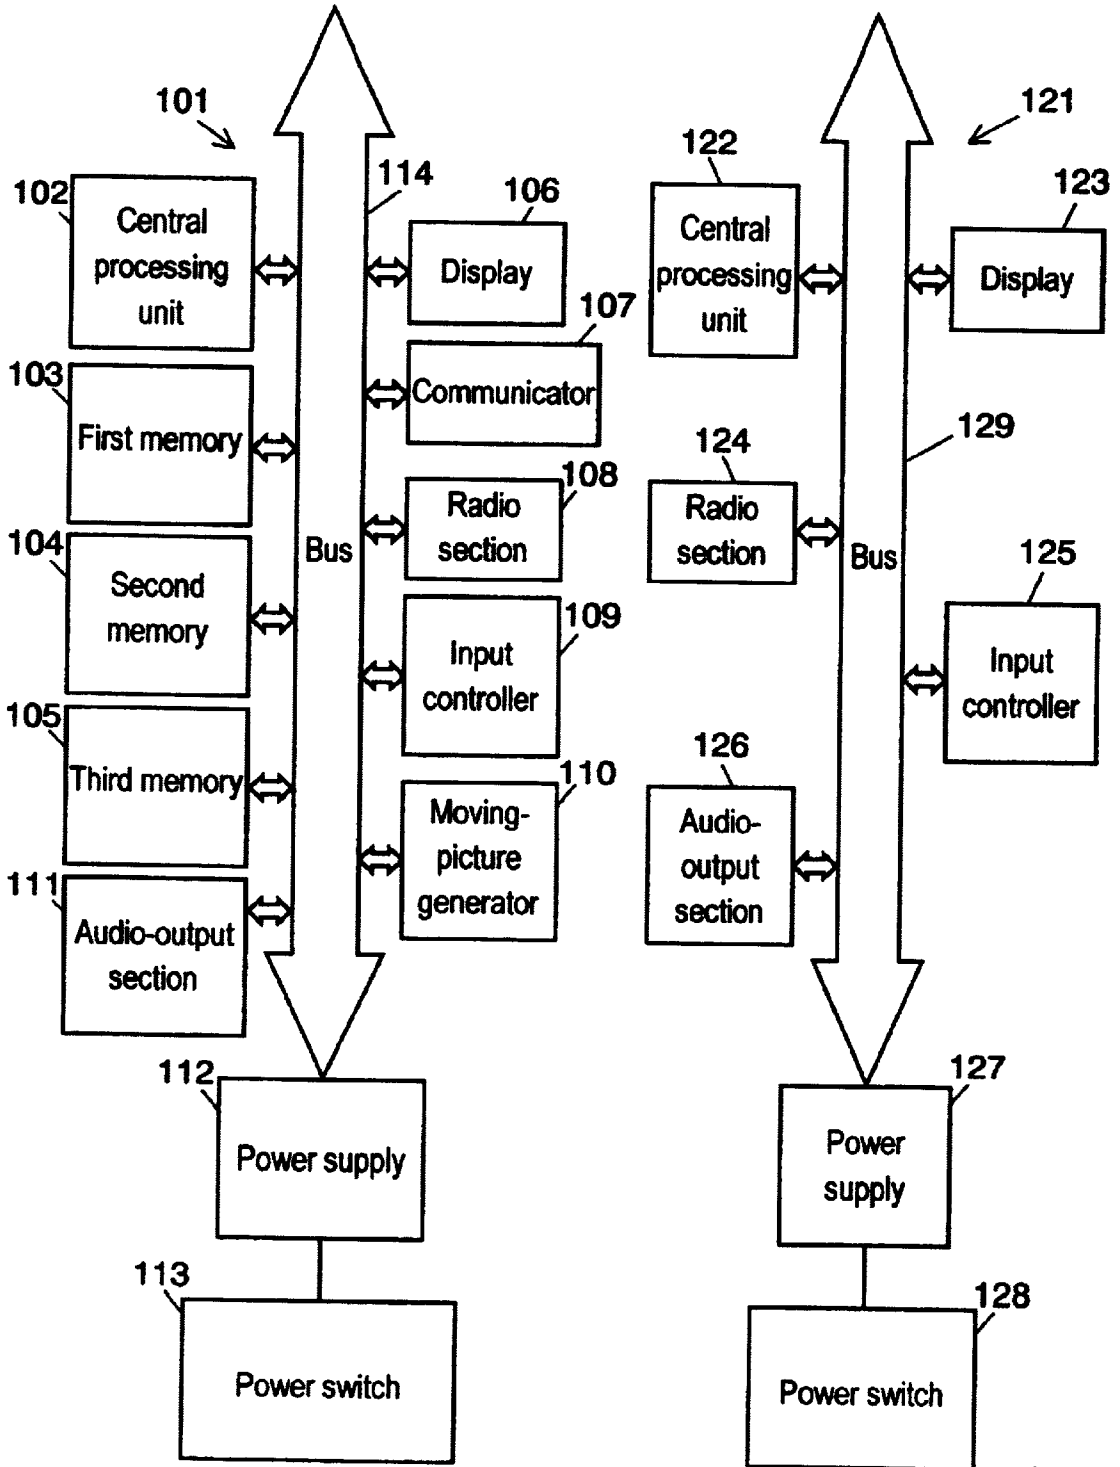 101
121
114
122
102
106
123
Central
processing
unit
Display
Central
processing
unit
Display
107
103
Communicator
First memory
129
124
108
Radio
section
Radio
section
104
Bus
Bus
125
Second
memory
109
Input
controller
Input
controller
105
126
110
Third memory
Moving-
picture
generator
Audio-
output
section
111
Audio-output
section
112
127
Power supply
Power
supply
113
128
Power switch
Power switch